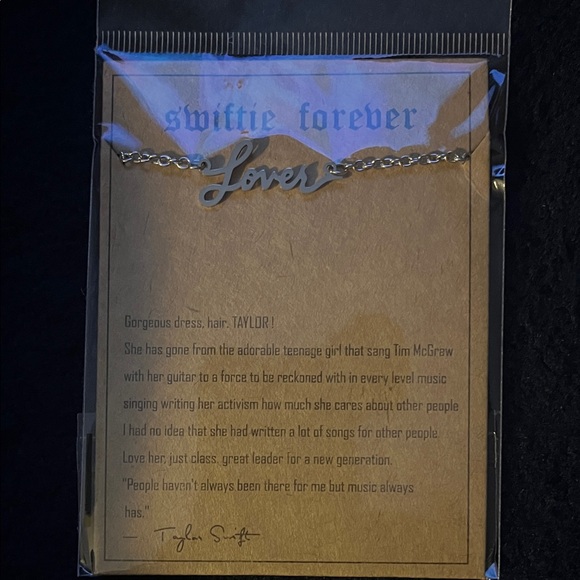 swiftie forever
Lover
Gorgeous dress, hair, TAYLOR !
She has gone from the adorable teenage girl that sang Tim McGrew
with her guitar to a force to be reckoned with in every level music
singing writing her activism how much she cares about other people
I had no idea that she had written a lot of songs for other people
Love her, just class, great leader for a new generation.
"People haven't always been there for me but music always
has."
— Taylor Swift